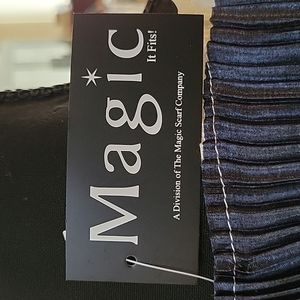 Magic
It Fits!
A Division of The Magic Scarf Company